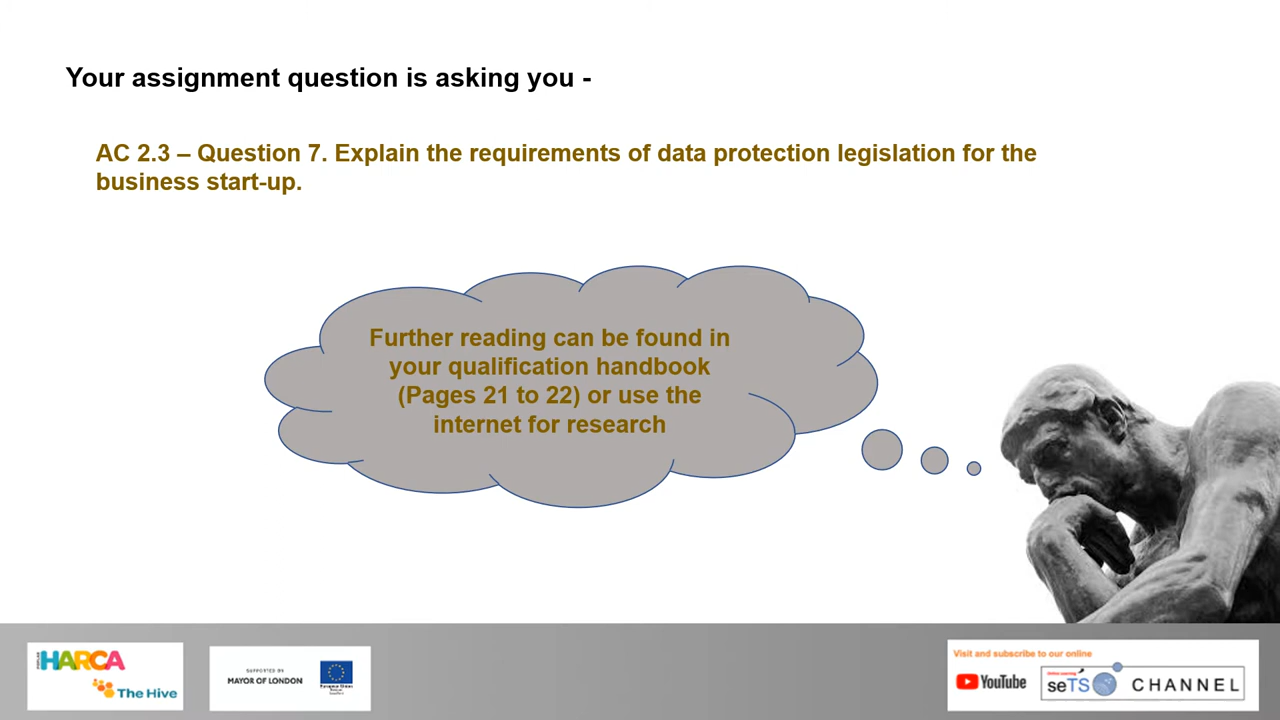 Your assignment question is asking you -
AC 2.3 – Question 7. Explain the requirements of data protection legislation for the
business start-up.
Further reading can be found in
your qualification handbook
(Pages 21 to 22) or use the
internet for research
HARCA
The Hive
SUPPORTED BY
MAYOR OF LONDON
European Union
Visit and subscribe to our online
YouTube
seTS CHANNEL